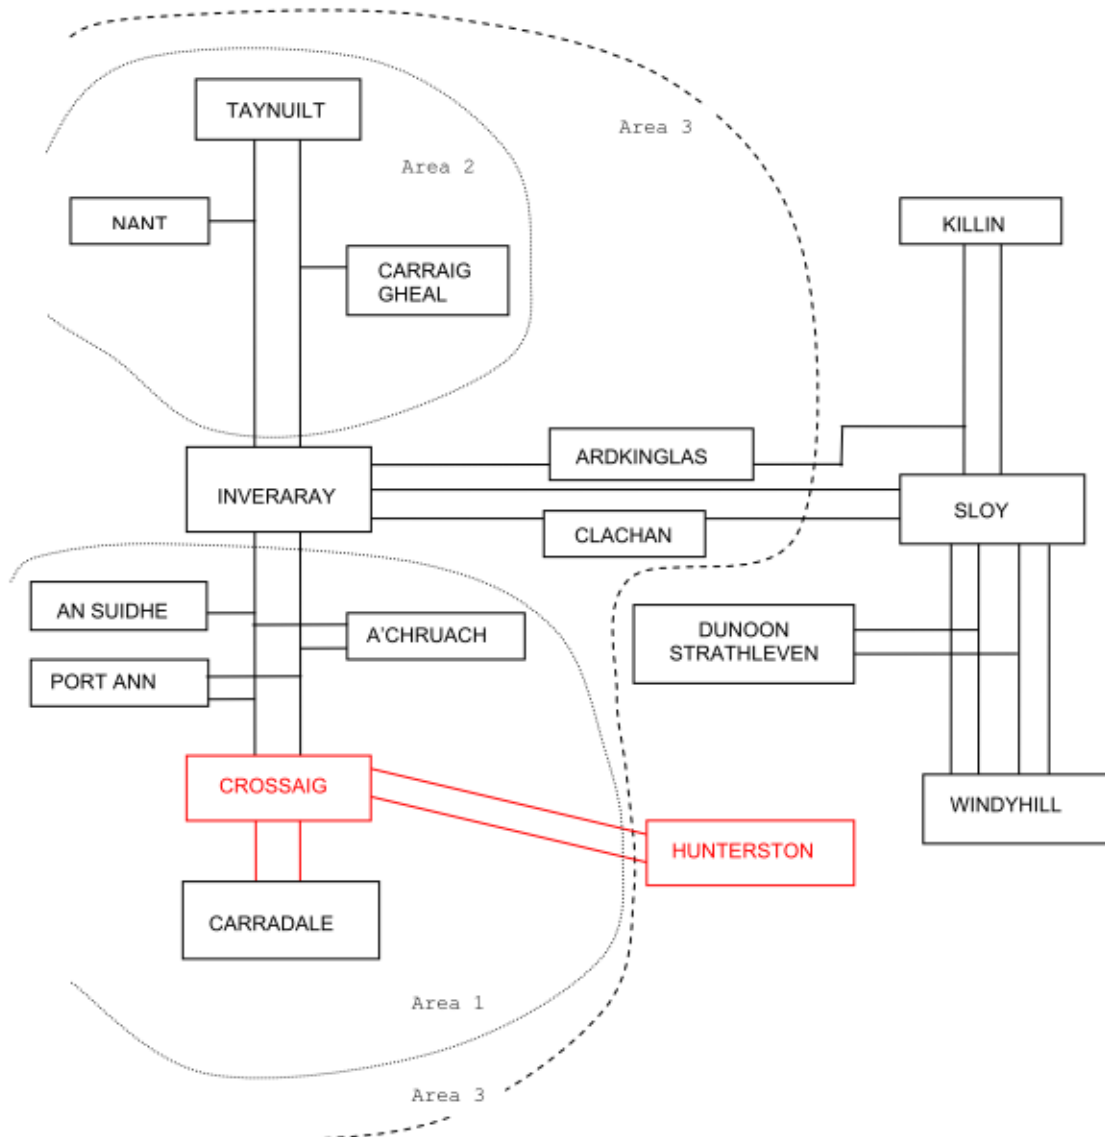 TAYNUILT
Area 3
Area 2
NANT
KILLIN
CARRAIG
GHEAL
ARDKINGLAS
INVERARAY
SLOY
CLACHAN
AN SUIDHE
A'CHRUACH
DUNOON
STRATHLEVEN
PORT ANN
CROSSAIG
WINDYHILL
HUNTERSTON
CARRADALE
Area 1
Area 3